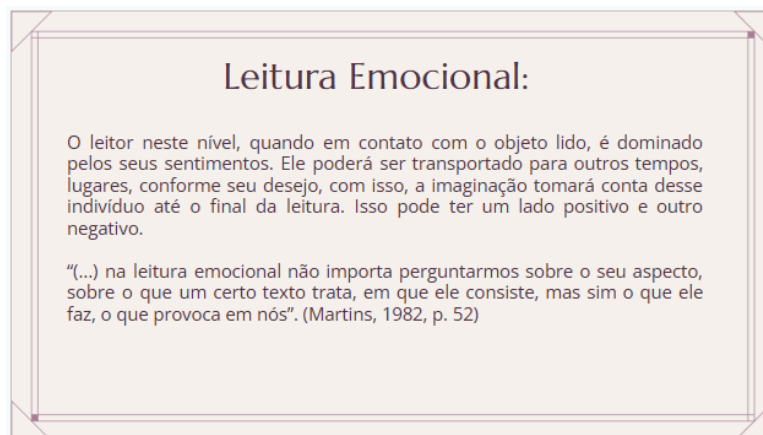 Leitura Emocional:
O leitor neste nível, quando em contato com o objeto lido, é dominado
pelos seus sentimentos. Ele poderá ser transportado para outros tempos,
lugares, conforme seu desejo, com isso, a imaginação tomará conta desse
indivíduo até o final da leitura. Isso pode ter um lado positivo e outro
negativo.
“(...) na leitura emocional não importa perguntarmos sobre o seu aspecto,
sobre o que um certo texto trata, em que ele consiste, mas sim o que ele
faz, o que provoca em nós”. (Martins, 1982, p. 52)